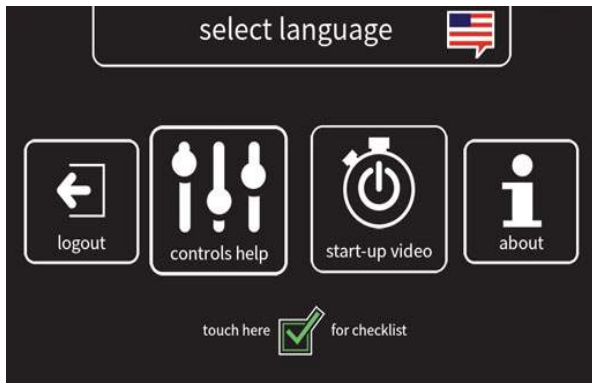 select language
logout
controls help
start-up video
about
touch here for checklist